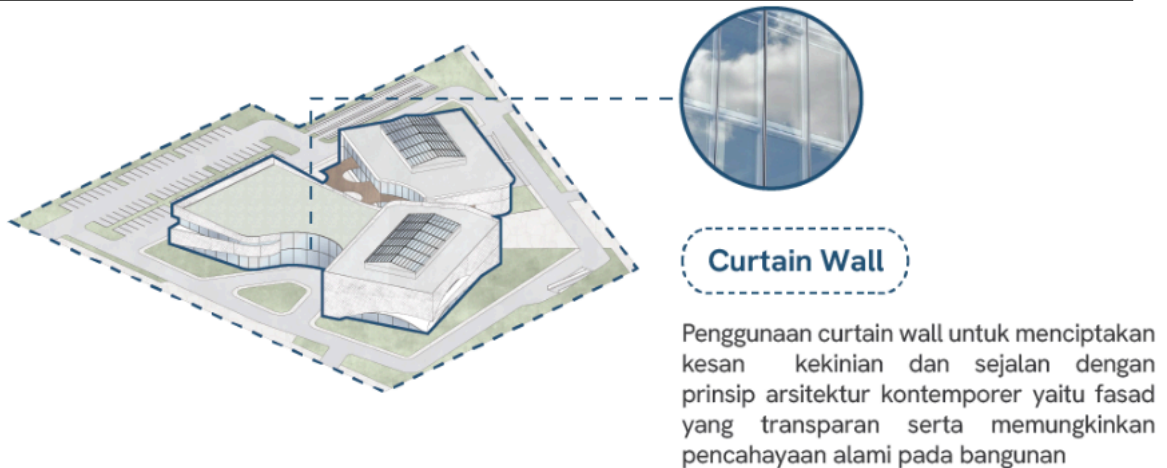 Curtain Wall
Penggunaan curtain wall untuk menciptakan
kesan kekinian dan sejalan dengan
prinsip arsitektur kontemporer yaitu fasad
yang transparan serta memungkinkan
pencahayaan alami pada bangunan